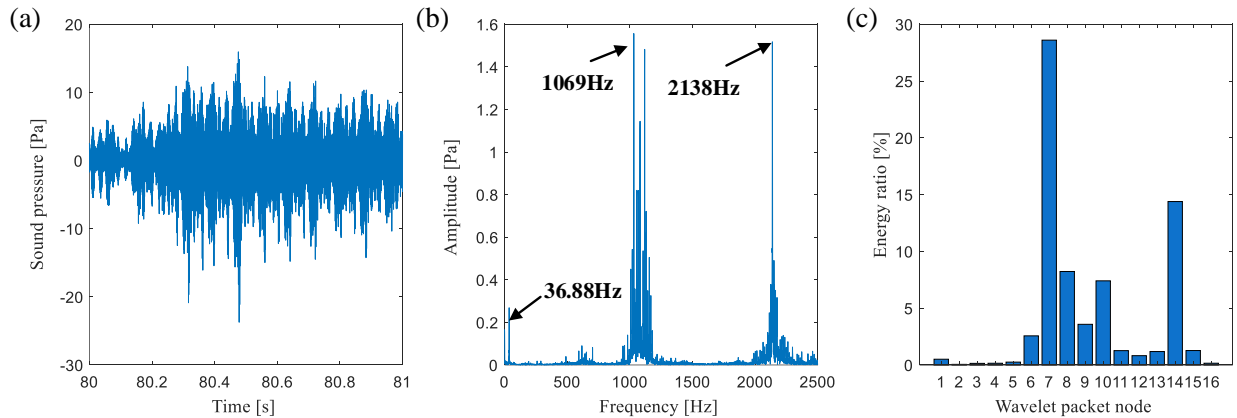 (a)
20
10
0
-10
-20
-30
Sound pressure [Pa]
80 80.2 80.4 80.6 80.8 81
Time [s]
(b)
1.6
1.4
1.2
1
0.8
0.6
0.4
0.2
0
Amplitude [Pa]
1069Hz
2138Hz
36.88Hz
0 500 1000 1500 2000 2500
Frequency [Hz]
(c)
30
25
20
15
10
5
0
Energy ratio [%]
1 2 3 4 5 6 7 8 9 10 11 12 13 14 15 16
Wavelet packet node